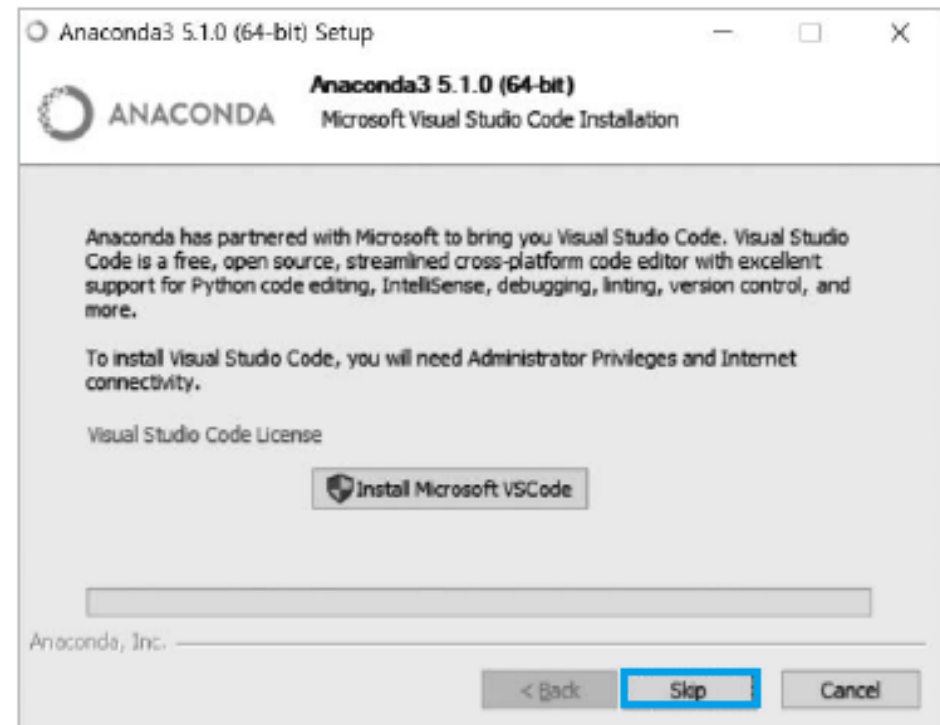 Anaconda3 5.1.0 (64-bit) Setup
ANACONDA
Anaconda3 5.1.0 (64-bit)
Microsoft Visual Studio Code Installation
Anaconda has partnered with Microsoft to bring you Visual Studio Code. Visual Studio
Code is a free, open source, streamlined cross-platform code editor with excellent
support for Python code editing, IntelliSense, debugging, linting, version control, and
more.
To install Visual Studio Code, you will need Administrator Privileges and Internet
connectivity.
Visual Studio Code License
Install Microsoft VSCode
Anaconda, Inc.
< Back
Skip
Cancel